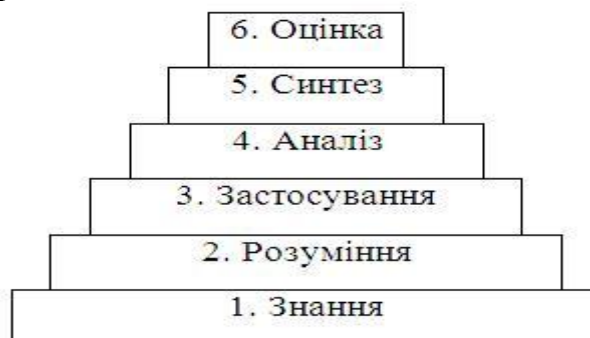 6. Оцінка
5. Синтез
4. Аналіз
3. Застосування
2. Розуміння
1. Знання